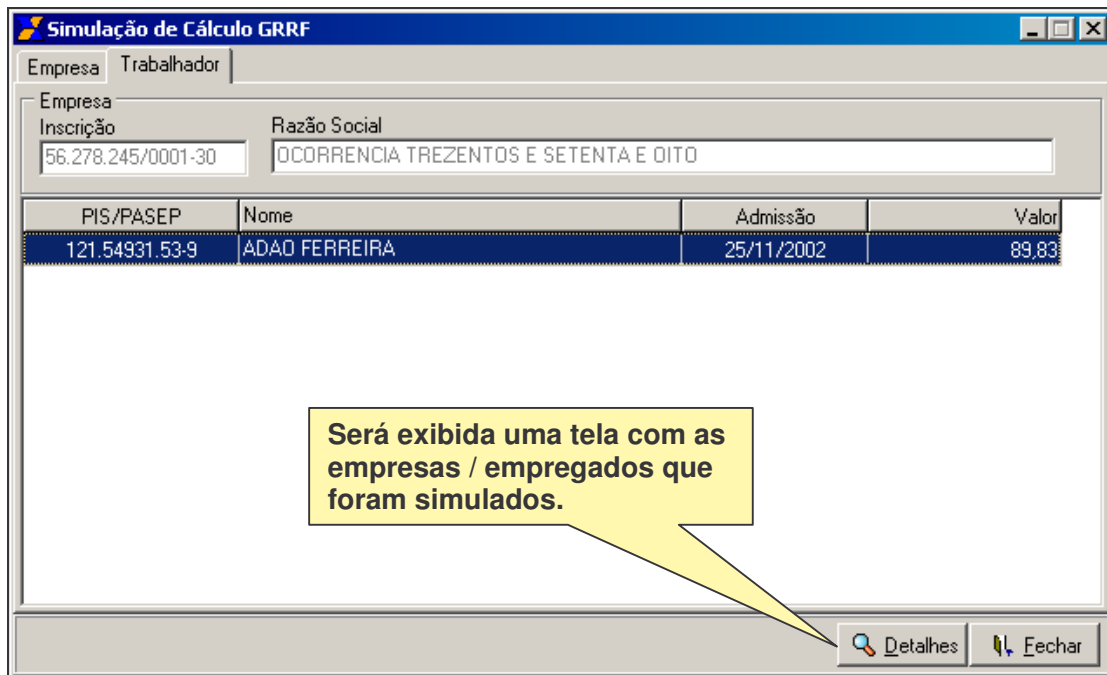 Simulação de Cálculo GRRF
Empresa Trabalhador
Empresa
Inscrição Razão Social
56.278.245/0001-30 OCORRENCIA TREZENTOS E SETENTA E OITO
PIS/PASEP Nome Admissão Valor
121.54931.53-9 ADAO FERREIRA 25/11/2002 89,83
Será exibida uma tela com as
empresas / empregados que
foram simulados.
Detalhes Fechar